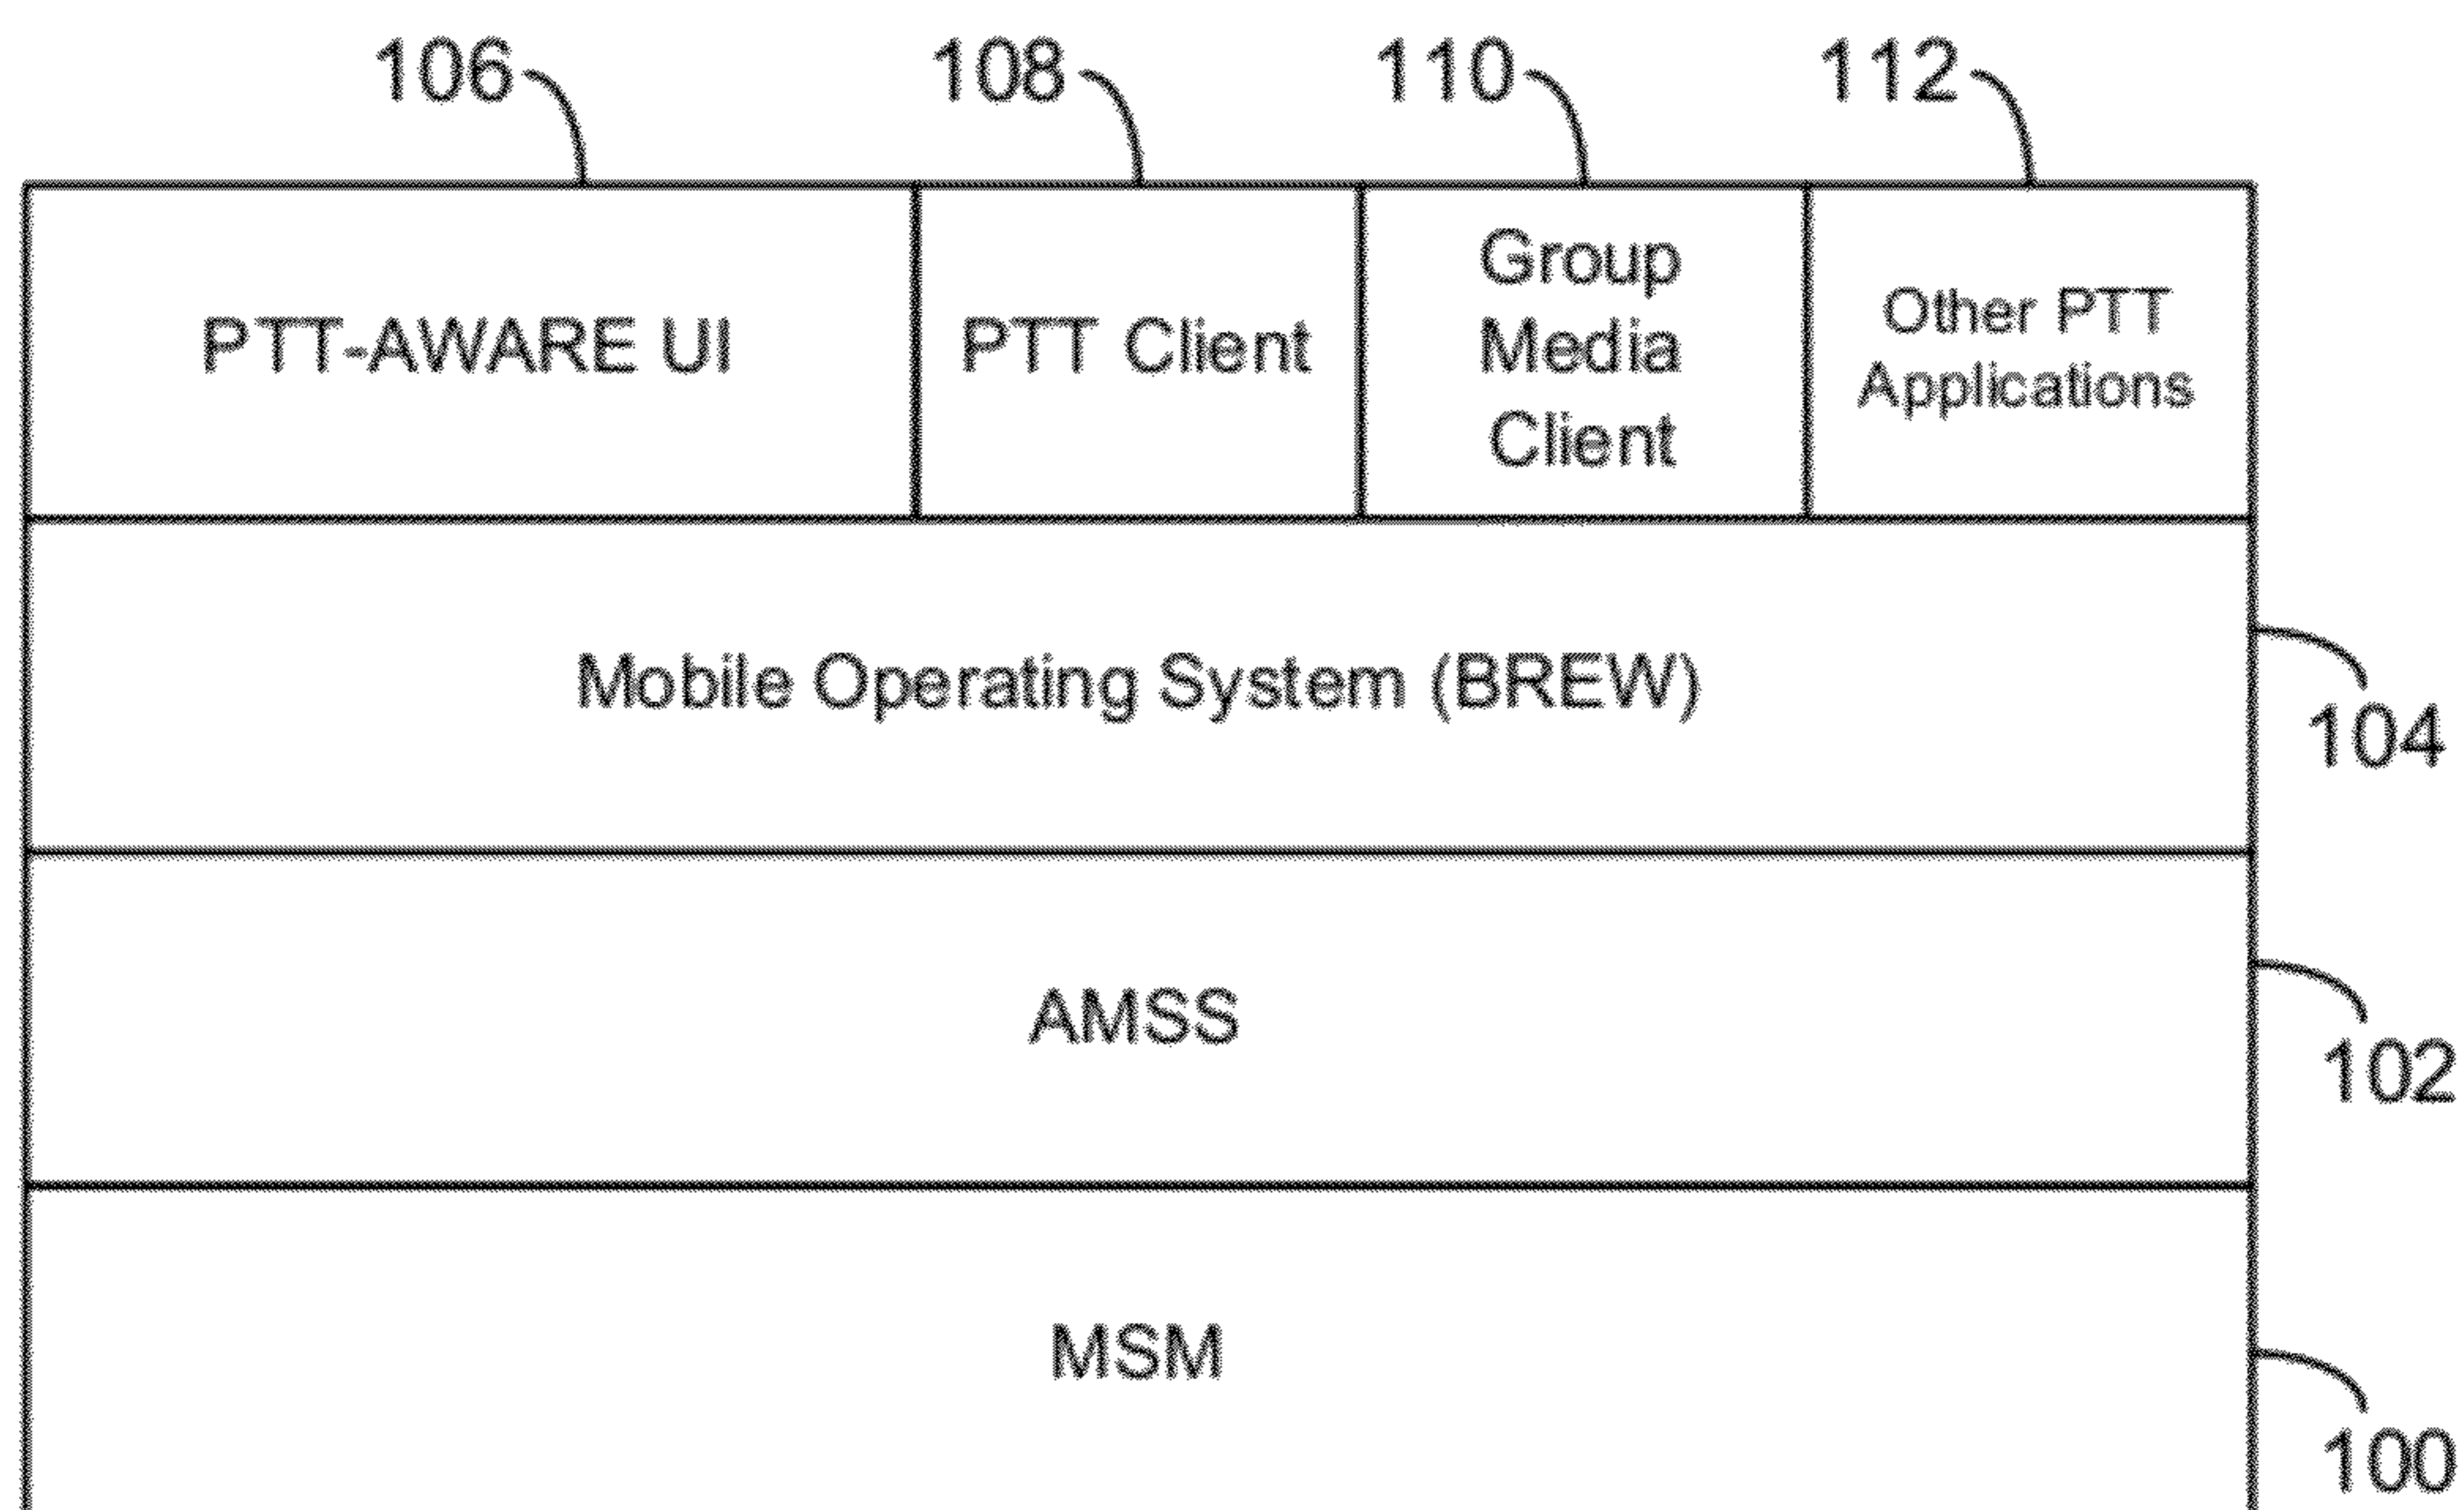 106 108 110 112
PTT-AWARE UI
PTT Client
Group
Media
Client
Other PTT
Applications
Mobile Operating System (BREW)
104
AMSS
102
MSM
100